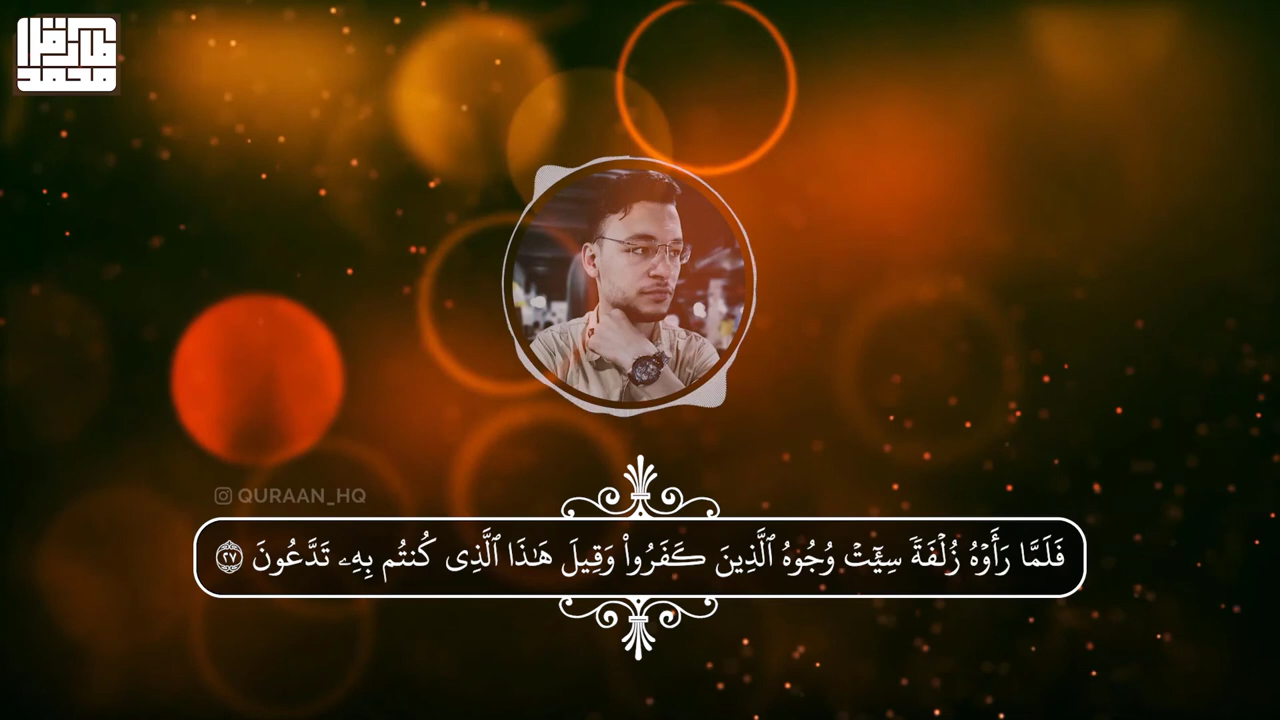 QURAAN_HQ
فَلَمَّا رَأَوۡهُ زُلۡفَةٗ سِيٓـَٔتۡ وُجُوهُ ٱلَّذِينَ كَفَرُواْ وَقِيلَ هَٰذَا ٱلَّذِى كُنتُم بِهِۦ تَدَّعُونَ ٢٧